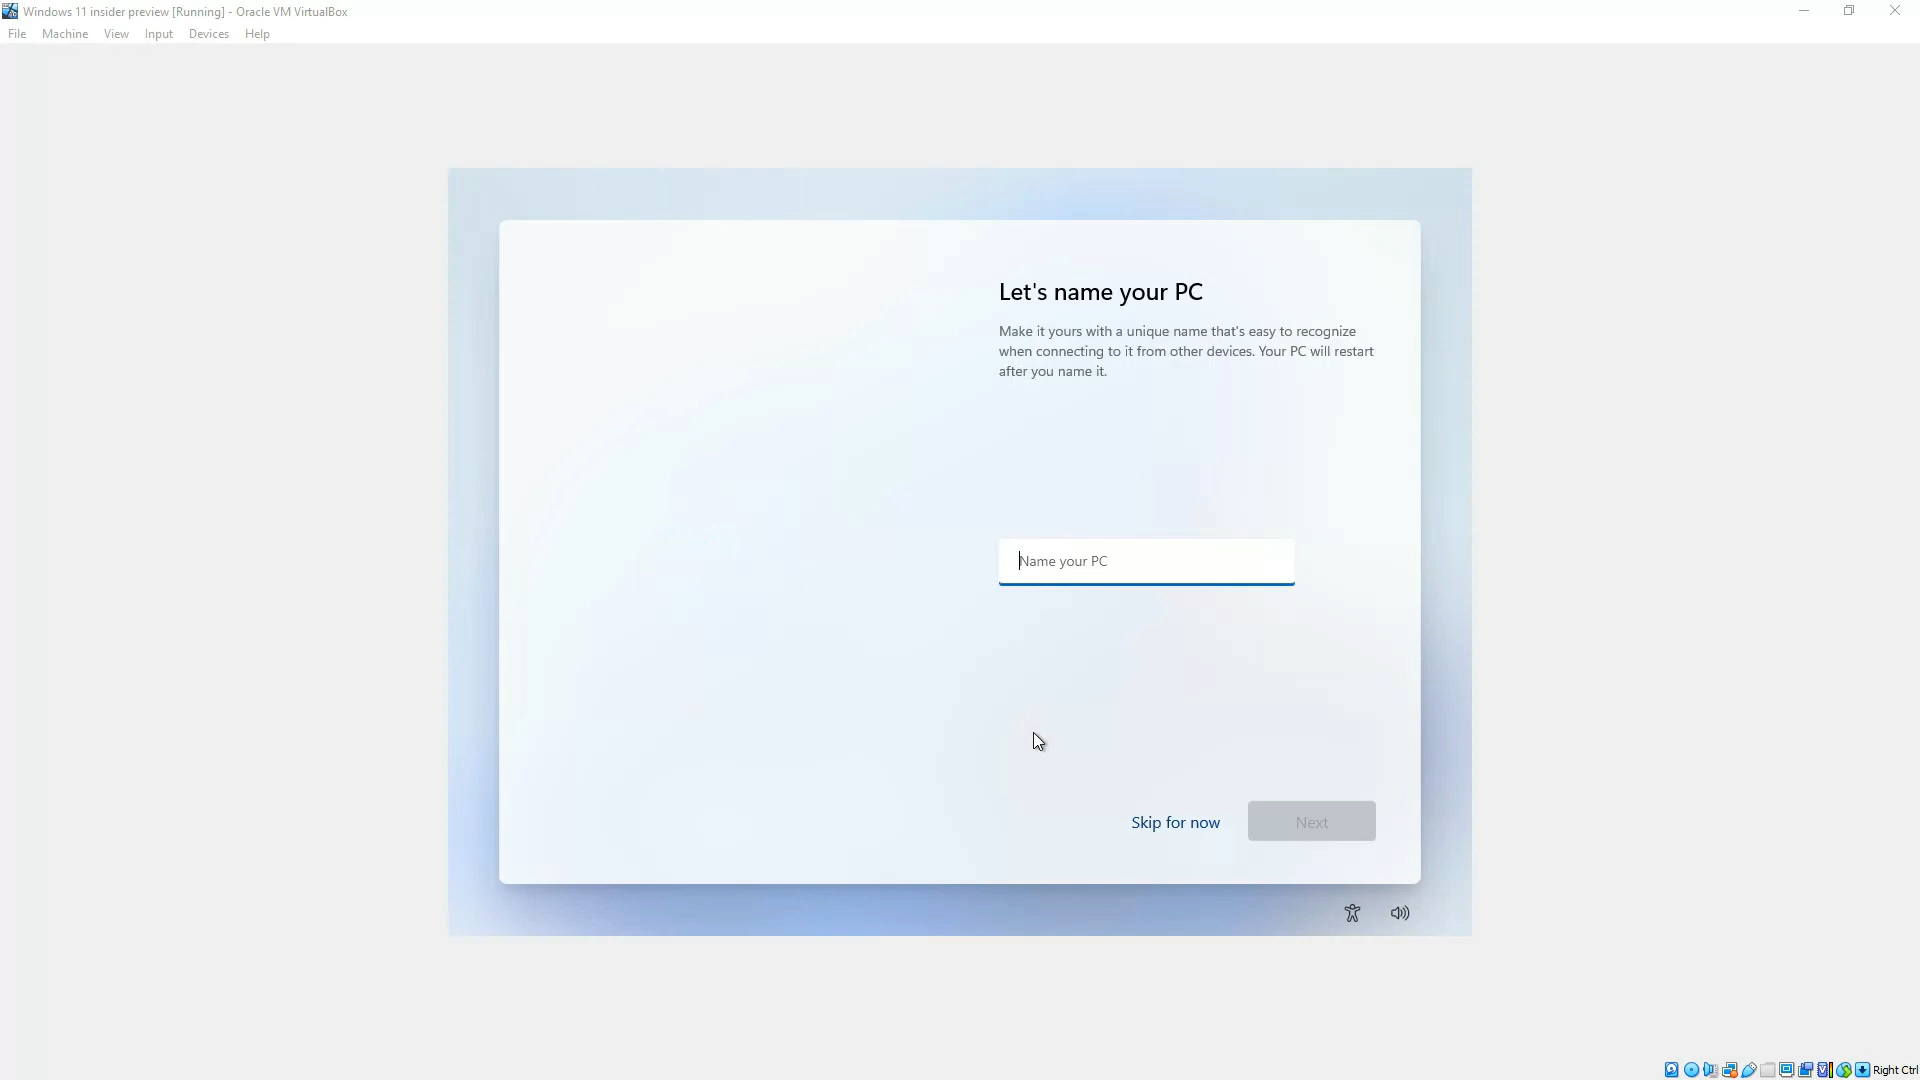 Windows 11 insider preview [Running] - Oracle VM VirtualBox
File Machine View Input Devices Help
Let's name your PC
Make it yours with a unique name that's easy to recognize
when connecting to it from other devices. Your PC will restart
after you name it.
Name your PC
Skip for now
Next
Right Ctrl